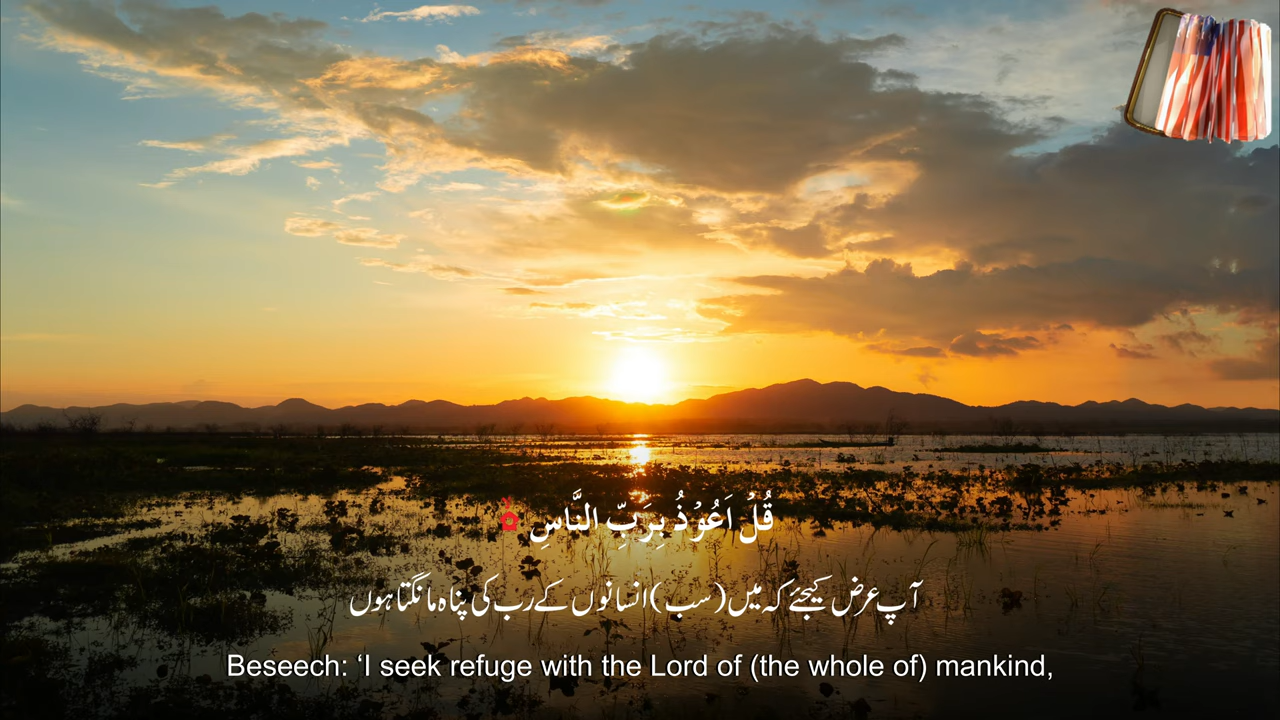 قُلۡ اَعُوۡذُ بِرَبِّ النَّاسِ
آپ عرض کیجئے کہ میں (سب) انسانوں کے رب کی پناہ مانگتا ہوں
Beseech: ‘I seek refuge with the Lord of (the whole of) mankind,